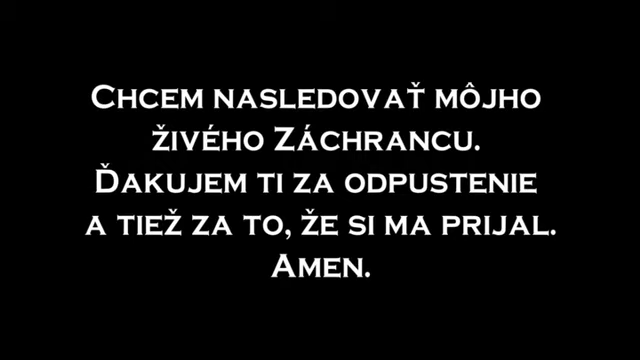 Chcem nasledovať môjho
živého Záchrancu.
Ďakujem ti za odpustenie
a tiež za to, že si ma prijal.
Amen.